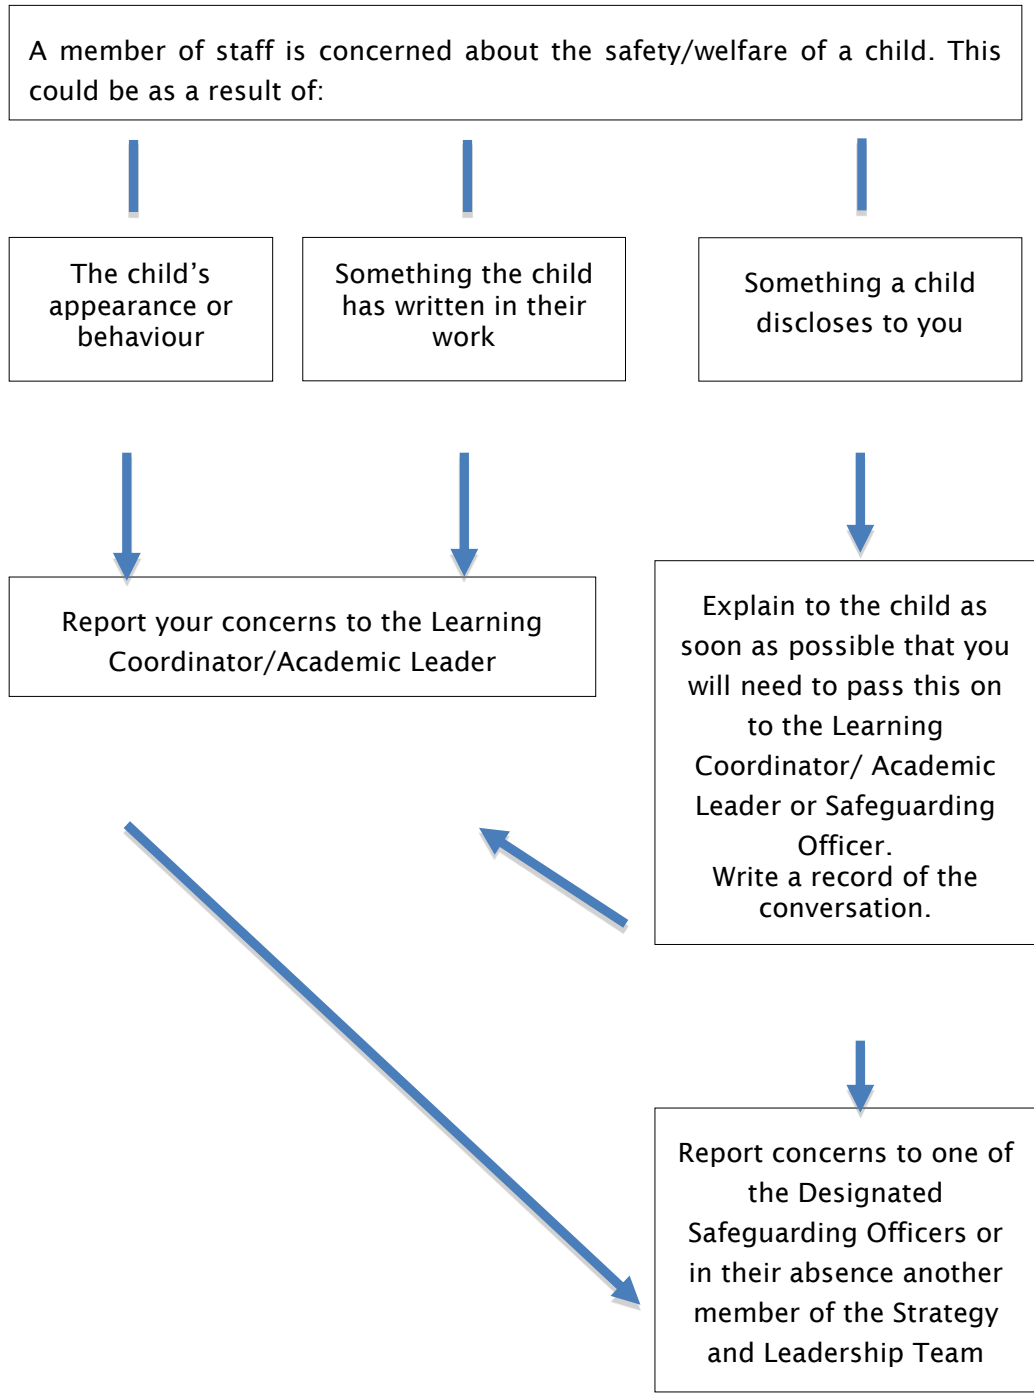 A member of staff is concerned about the safety/welfare of a child. This
could be as a result of:
The child’s
appearance or
behaviour
Something the child
has written in their
work
Something a child
discloses to you
Report your concerns to the Learning
Coordinator/Academic Leader
Explain to the child as
soon as possible that you
will need to pass this on
to the Learning
Coordinator/ Academic
Leader or Safeguarding
Officer.
Write a record of the
conversation.
Report concerns to one of
the Designated
Safeguarding Officers or
in their absence another
member of the Strategy
and Leadership Team